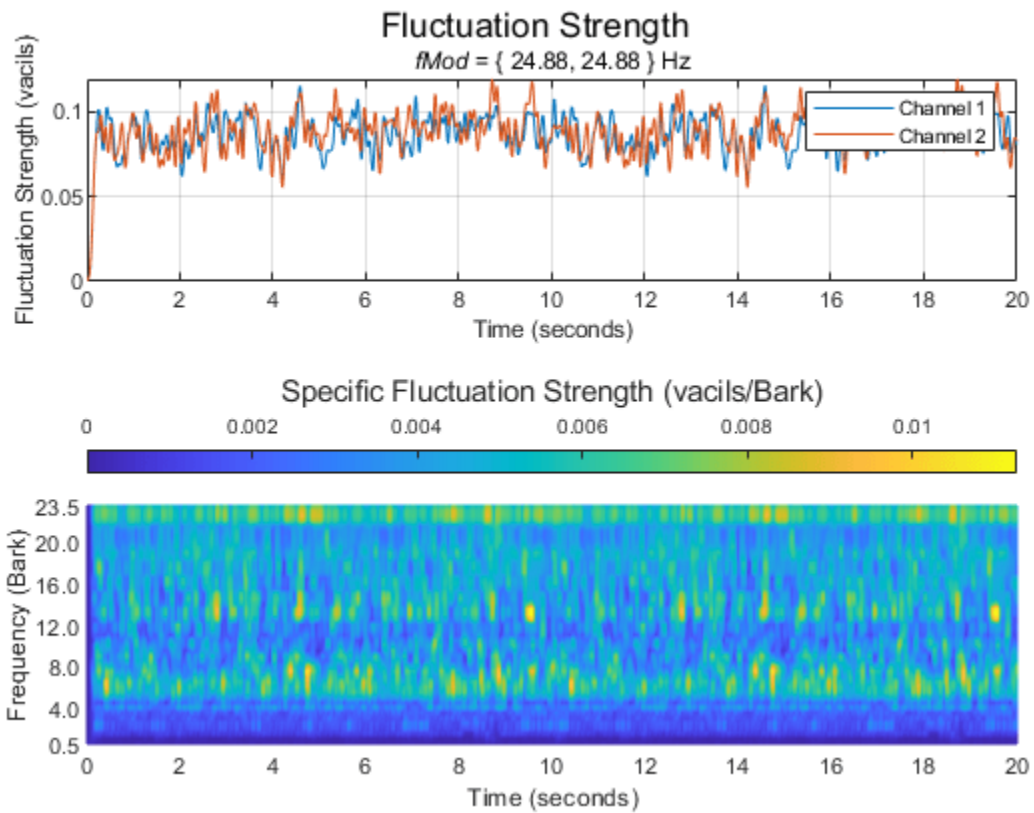 Fluctuation Strength
fMod = { 24.88, 24.88 } Hz
Fluctuation Strength (vacils)
0.1
0.05
0
Channel 1
Channel 2
0 2 4 6 8 10 12 14 16 18 20
Time (seconds)
Specific Fluctuation Strength (vacils/Bark)
0 0.002 0.004 0.006 0.008 0.01
Frequency (Bark)
23.5
20.0
16.0
12.0
8.0
4.0
0.5
0 2 4 6 8 10 12 14 16 18 20
Time (seconds)